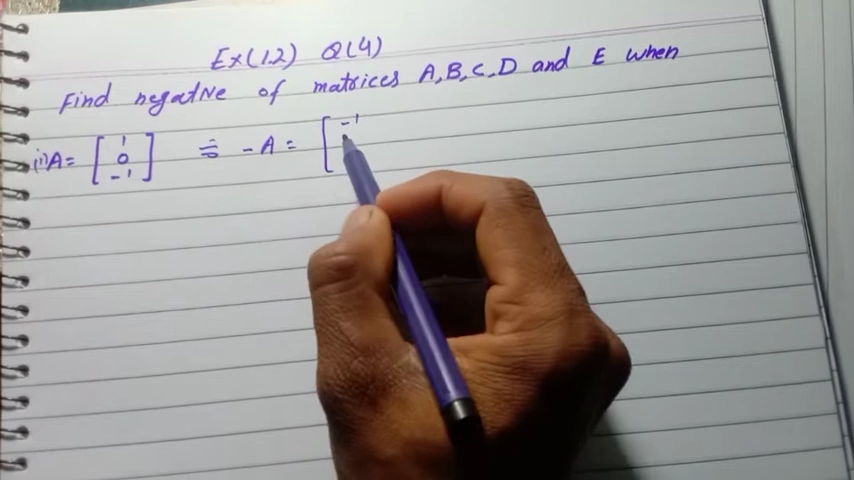 Ex(1.2) Q(4)
Find negative of matrices A, B, C, D and E when
(i) A = [ 1 0 -1 ] ÷ - A = [ -1